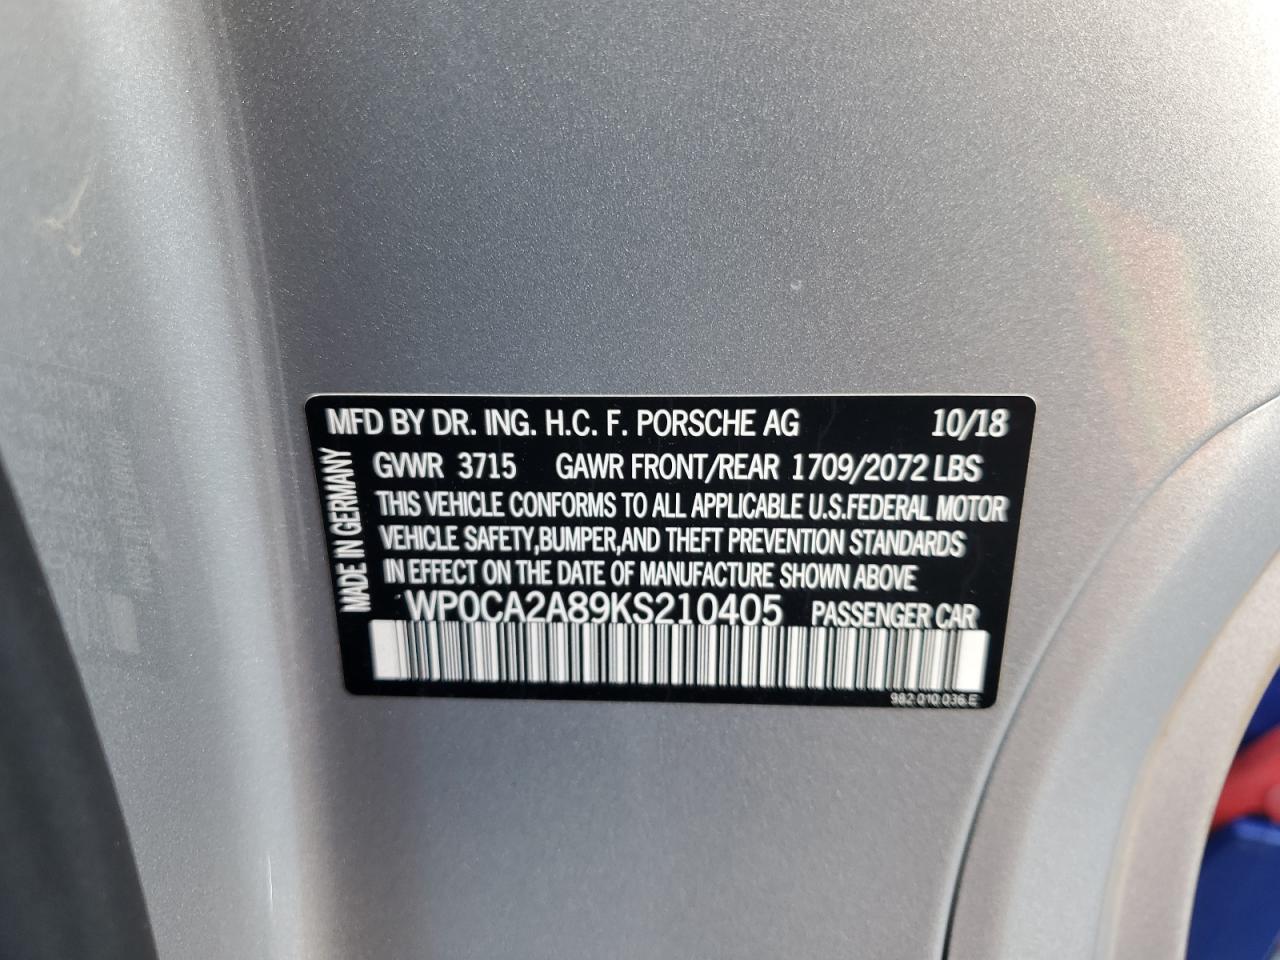 MFD BY DR. ING. H.C. F. PORSCHE AG 10/18
MADE IN GERMANY
GVWR 3715 GAWR FRONT/REAR 1709/2072 LBS
THIS VEHICLE CONFORMS TO ALL APPLICABLE U.S.FEDERAL MOTOR
VEHICLE SAFETY,BUMPER,AND THEFT PREVENTION STANDARDS
IN EFFECT ON THE DATE OF MANUFACTURE SHOWN ABOVE
WP0CA2A89KS210405 PASSENGER CAR
982.010.036.E